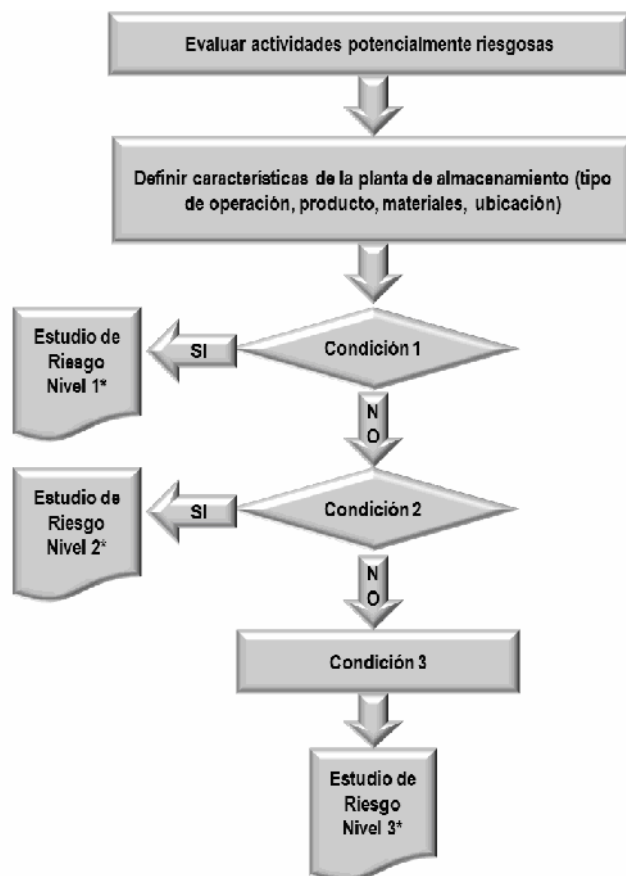 Evaluar actividades potencialmente riesgosas
Definir características de la planta de almacenamiento (tipo
de operación, producto, materiales, ubicación)
Estudio de
Riesgo
Nivel 1*
SI
Condición 1
N
O
Estudio de
Riesgo
Nivel 2*
SI
Condición 2
N
O
Condición 3
Estudio de
Riesgo
Nivel 3*